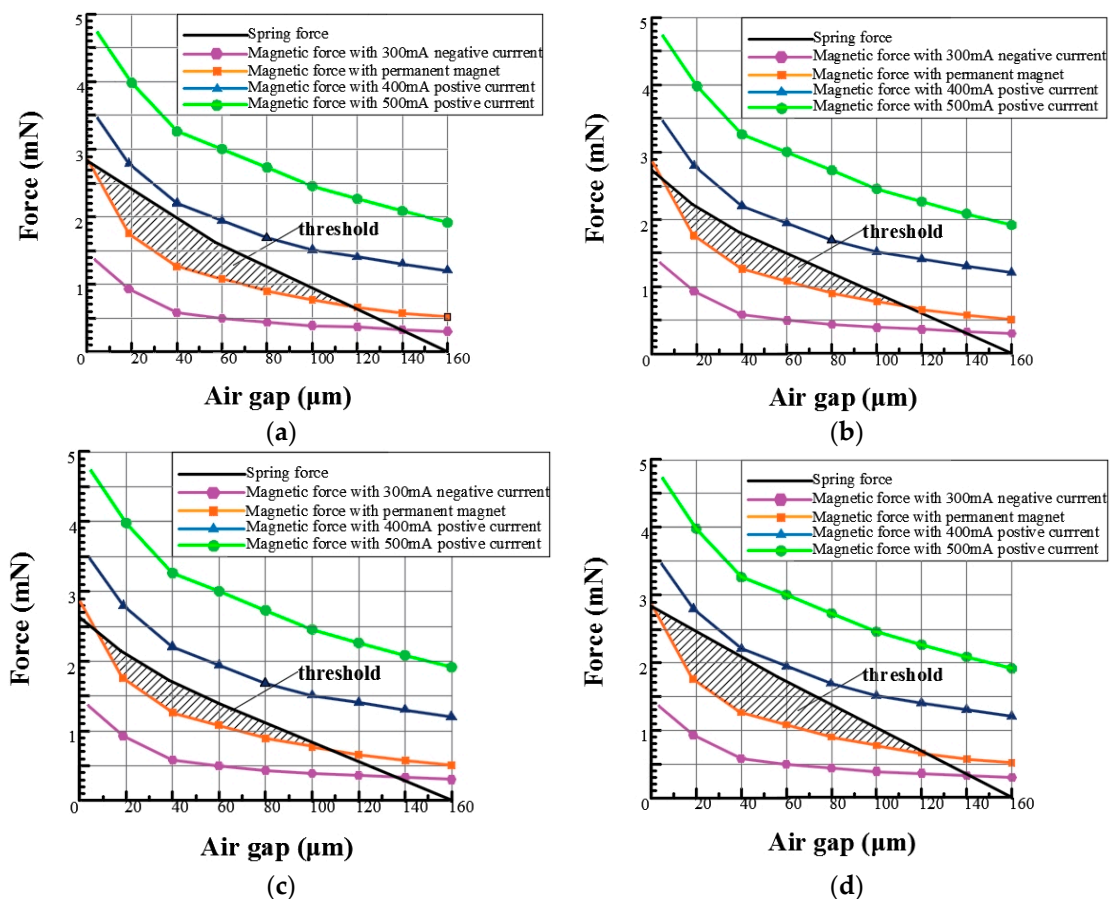 5
4
3
2
1
0
Force (mN)
Spring force
Magnetic force with 300mA negative currrent
Magnetic force with permanent magnet
Magnetic force with 400mA postive currrent
Magnetic force with 500mA postive currrent
threshold
20 40 60 80 100 120 140 160
Air gap (μm)
(a)
5
4
3
2
1
0
Force (mN)
Spring force
Magnetic force with 300mA negative currrent
Magnetic force with permanent magnet
Magnetic force with 400mA postive currrent
Magnetic force with 500mA postive currrent
threshold
20 40 60 80 100 120 140 160
Air gap (μm)
(b)
5
4
3
2
1
0
Force (mN)
Spring force
Magnetic force with 300mA negative currrent
Magnetic force with permanent magnet
Magnetic force with 400mA postive currrent
Magnetic force with 500mA postive currrent
threshold
20 40 60 80 100 120 140 160
Air gap (μm)
(c)
5
4
3
2
1
0
Force (mN)
Spring force
Magnetic force with 300mA negative currrent
Magnetic force with permanent magnet
Magnetic force with 400mA postive currrent
Magnetic force with 500mA postive currrent
threshold
20 40 60 80 100 120 140 160
Air gap (μm)
(d)